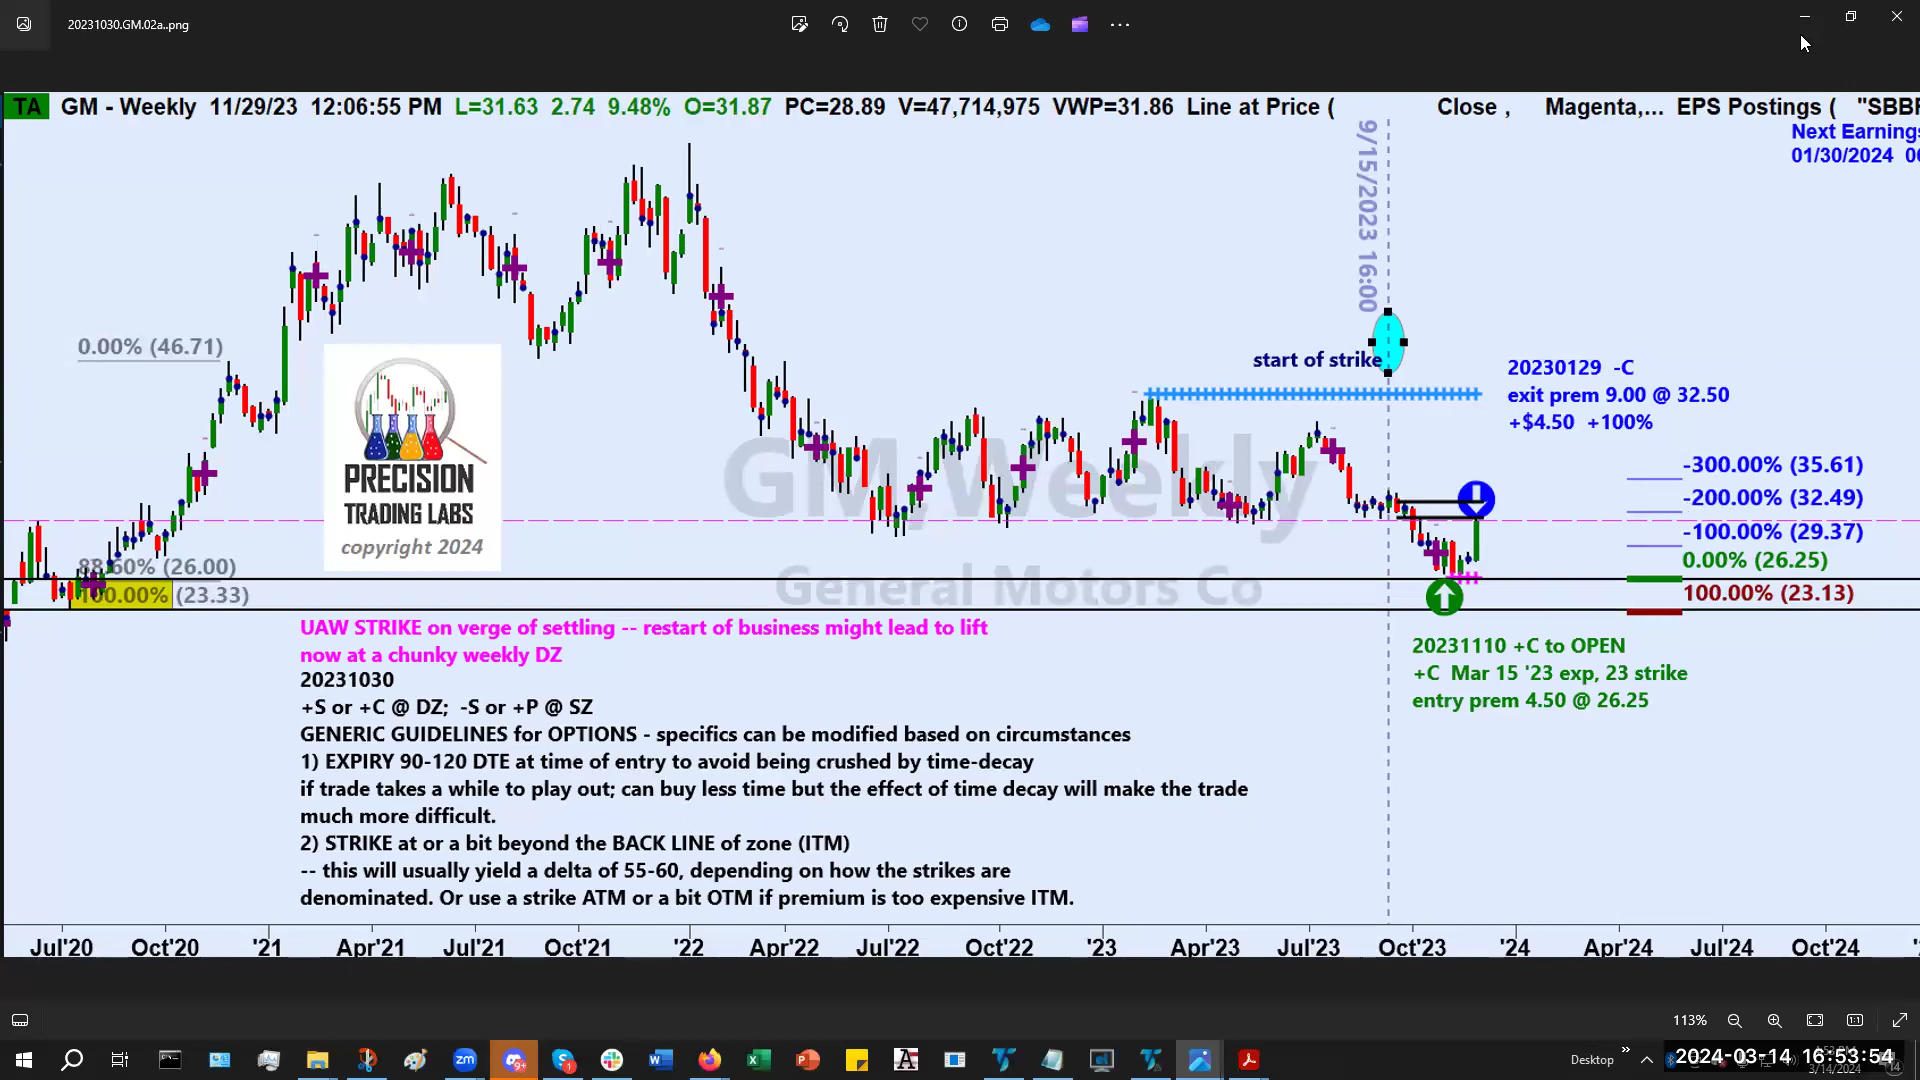 20231030.GM.02a..png
TA GM - Weekly 11/29/23 12:06:55 PM L=31.63 2.74 9.48% O=31.87 PC=28.89 V=47,714,975 VWP=31.86 Line at Price ( Close , Magenta,... EPS Postings ( "SBB
Next Earnings
01/30/2024
9/15/2023 16:00
0.00% (46.71)
start of strike
20230129 -C
exit prem 9.00 @ 32.50
+$4.50 +100%
GM,Weekly
General Motors Co
PRECISION
TRADING LABS
copyright 2024
-300.00% (35.61)
-200.00% (32.49)
-100.00% (29.37)
0.00% (26.25)
100.00% (23.13)
88.60% (26.00)
100.00% (23.33)
UAW STRIKE on verge of settling -- restart of business might lead to lift
now at a chunky weekly DZ
20231030
+S or +C @ DZ; -S or +P @ SZ
GENERIC GUIDELINES for OPTIONS - specifics can be modified based on circumstances
1) EXPIRY 90-120 DTE at time of entry to avoid being crushed by time-decay
if trade takes a while to play out; can buy less time but the effect of time decay will make the trade
much more difficult.
2) STRIKE at or a bit beyond the BACK LINE of zone (ITM)
-- this will usually yield a delta of 55-60, depending on how the strikes are
denominated. Or use a strike ATM or a bit OTM if premium is too expensive ITM.
20231110 +C to OPEN
+C Mar 15 '23 exp, 23 strike
entry prem 4.50 @ 26.25
Jul'20 Oct'20 '21 Apr'21 Jul'21 Oct'21 '22 Apr'22 Jul'22 Oct'22 '23 Apr'23 Jul'23 Oct'23 '24 Apr'24 Jul'24 Oct'24
113%
Desktop
2024-03-14 16:53:54
3/14/2024